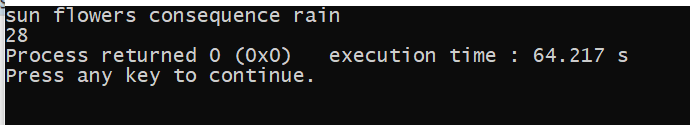 sun flowers consequence rain
28
Process returned 0 (0x0)   execution time : 64.217 s
Press any key to continue.